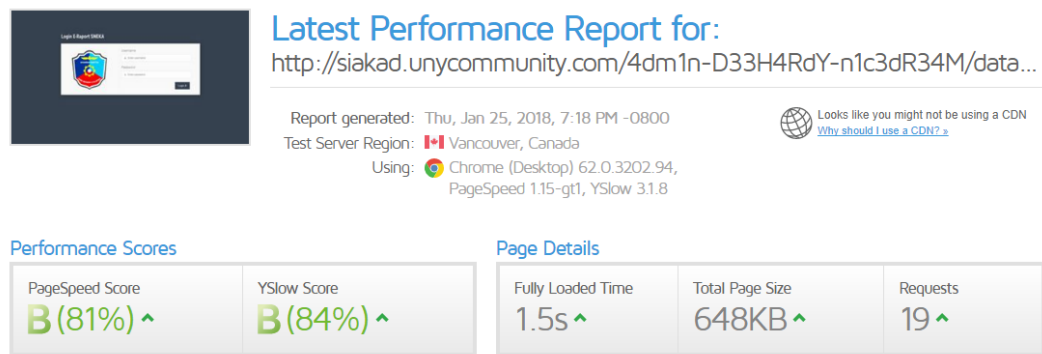 Latest Performance Report for:
http://siakad.unycommunity.com/4dm1n-D33H4RdY-n1c3dR34M/data...
Report generated: Thu, Jan 25, 2018, 7:18 PM -0800
Test Server Region: Vancouver, Canada
Using: Chrome (Desktop) 62.0.3202.94,
PageSpeed 1.15-gt1, YSlow 3.1.8
Looks like you might not be using a CDN
Why should I use a CDN? »
Performance Scores
PageSpeed Score
B (81%)
YSlow Score
B (84%)
Page Details
Fully Loaded Time
1.5s
Total Page Size
648KB
Requests
19